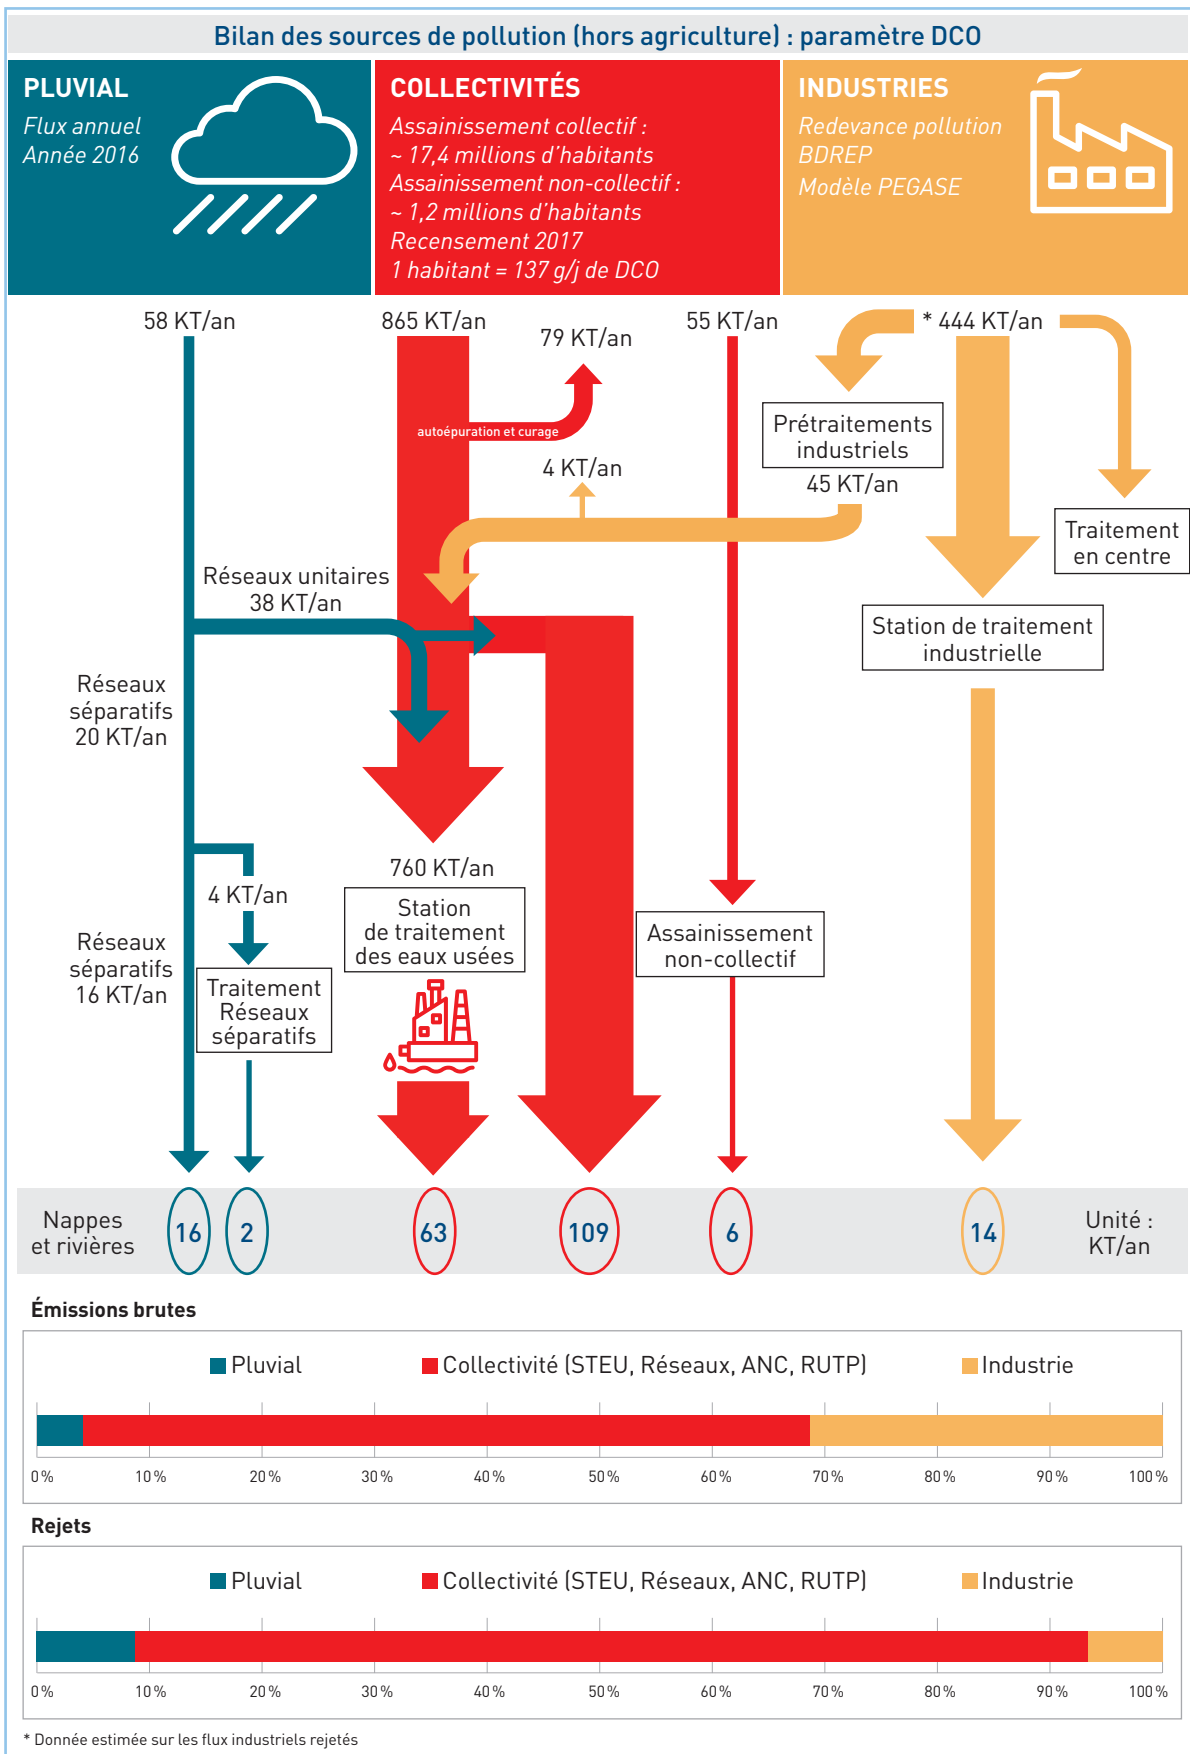 Bilan des sources de pollution (hors agriculture) : paramètre DCO
PLUVIAL
Flux annuel
Année 2016
COLLECTIVITÉS
Assainissement collectif :
~ 17,4 millions d'habitants
Assainissement non-collectif :
~ 1,2 millions d'habitants
Recensement 2017
1 habitant = 137 g/j de DCO
INDUSTRIES
Redevance pollution
BDREP
Modèle PEGASE
58 KT/an
865 KT/an
79 KT/an
55 KT/an
* 444 KT/an
autoépuration et curage
Prétraitements
industriels
45 KT/an
4 KT/an
Traitement
en centre
Réseaux unitaires
38 KT/an
Station de traitement
industrielle
Réseaux
séparatifs
20 KT/an
760 KT/an
4 KT/an
Station
de traitement
des eaux usées
Assainissement
non-collectif
Réseaux
séparatifs
16 KT/an
Traitement
Réseaux
séparatifs
Nappes
et rivières
16
2
63
109
6
14
Unité :
KT/an
Émissions brutes
Pluvial
Collectivité (STEU, Réseaux, ANC, RUTP)
Industrie
0% 10% 20% 30% 40% 50% 60% 70% 80% 90% 100%
Rejets
Pluvial
Collectivité (STEU, Réseaux, ANC, RUTP)
Industrie
0% 10% 20% 30% 40% 50% 60% 70% 80% 90% 100%
* Donnée estimée sur les flux industriels rejetés